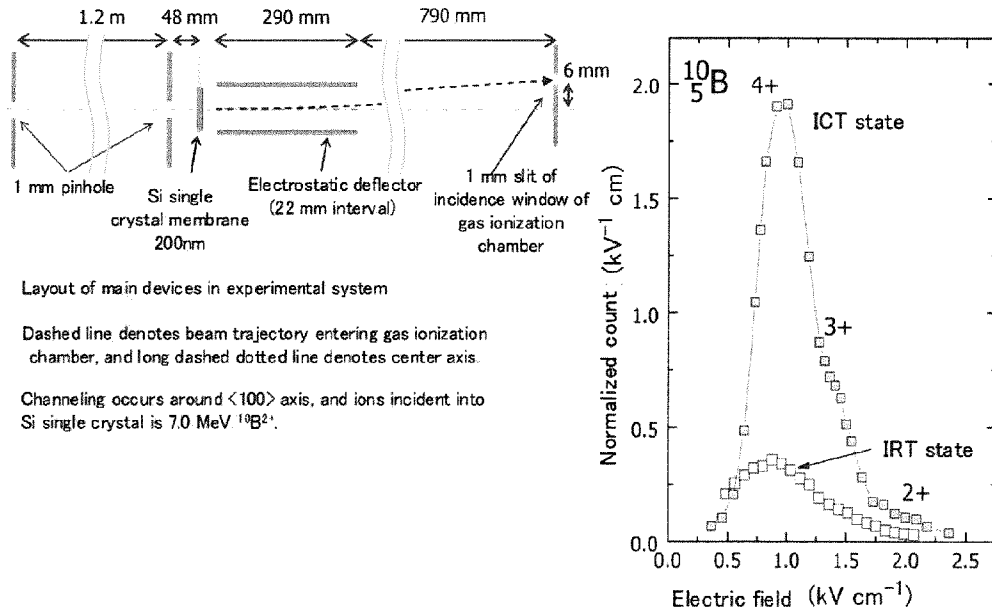 1.2 m
48 mm
290 mm
790 mm
6 mm
1 mm pinhole
Si single
crystal membrane
200nm
Electrostatic deflector
(22 mm interval)
1 mm slit of
incidence window of
gas ionization
chamber
Layout of main devices in experimental system
Dashed line denotes beam trajectory entering gas ionization
chamber, and long dashed dotted line denotes center axis.
Channeling occurs around <100> axis, and ions incident into
Si single crystal is 7.0 MeV ¹⁰B²⁺.
Normalized count (kV⁻¹ cm)
2.0
1.5
1.0
0.5
0.0
¹⁰₅B
4+
ICT state
3+
IRT state
2+
0.0 0.5 1.0 1.5 2.0 2.5
Electric field (kV cm⁻¹)